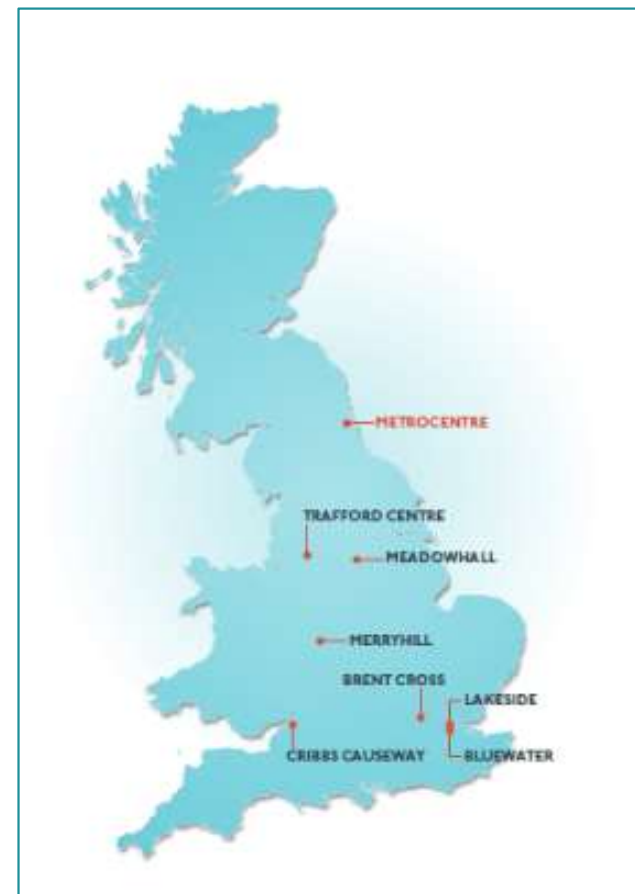 METROCENTRE
TRAFFORD CENTRE
MEADOWHALL
MERRYHILL
BRENT CROSS
LAKESIDE
CRIBBS CAUSEWAY
BLUEWATER